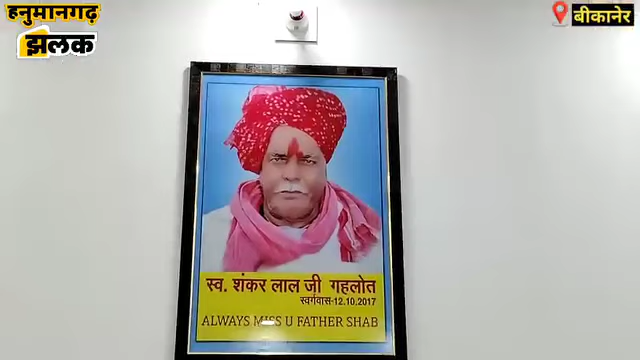 हनुमानगढ़
झलक
बीकानेर
स्व. शंकर लाल जी गहलोत
स्वर्गवास-12.10.2017
ALWAYS MISS U FATHER SHAB